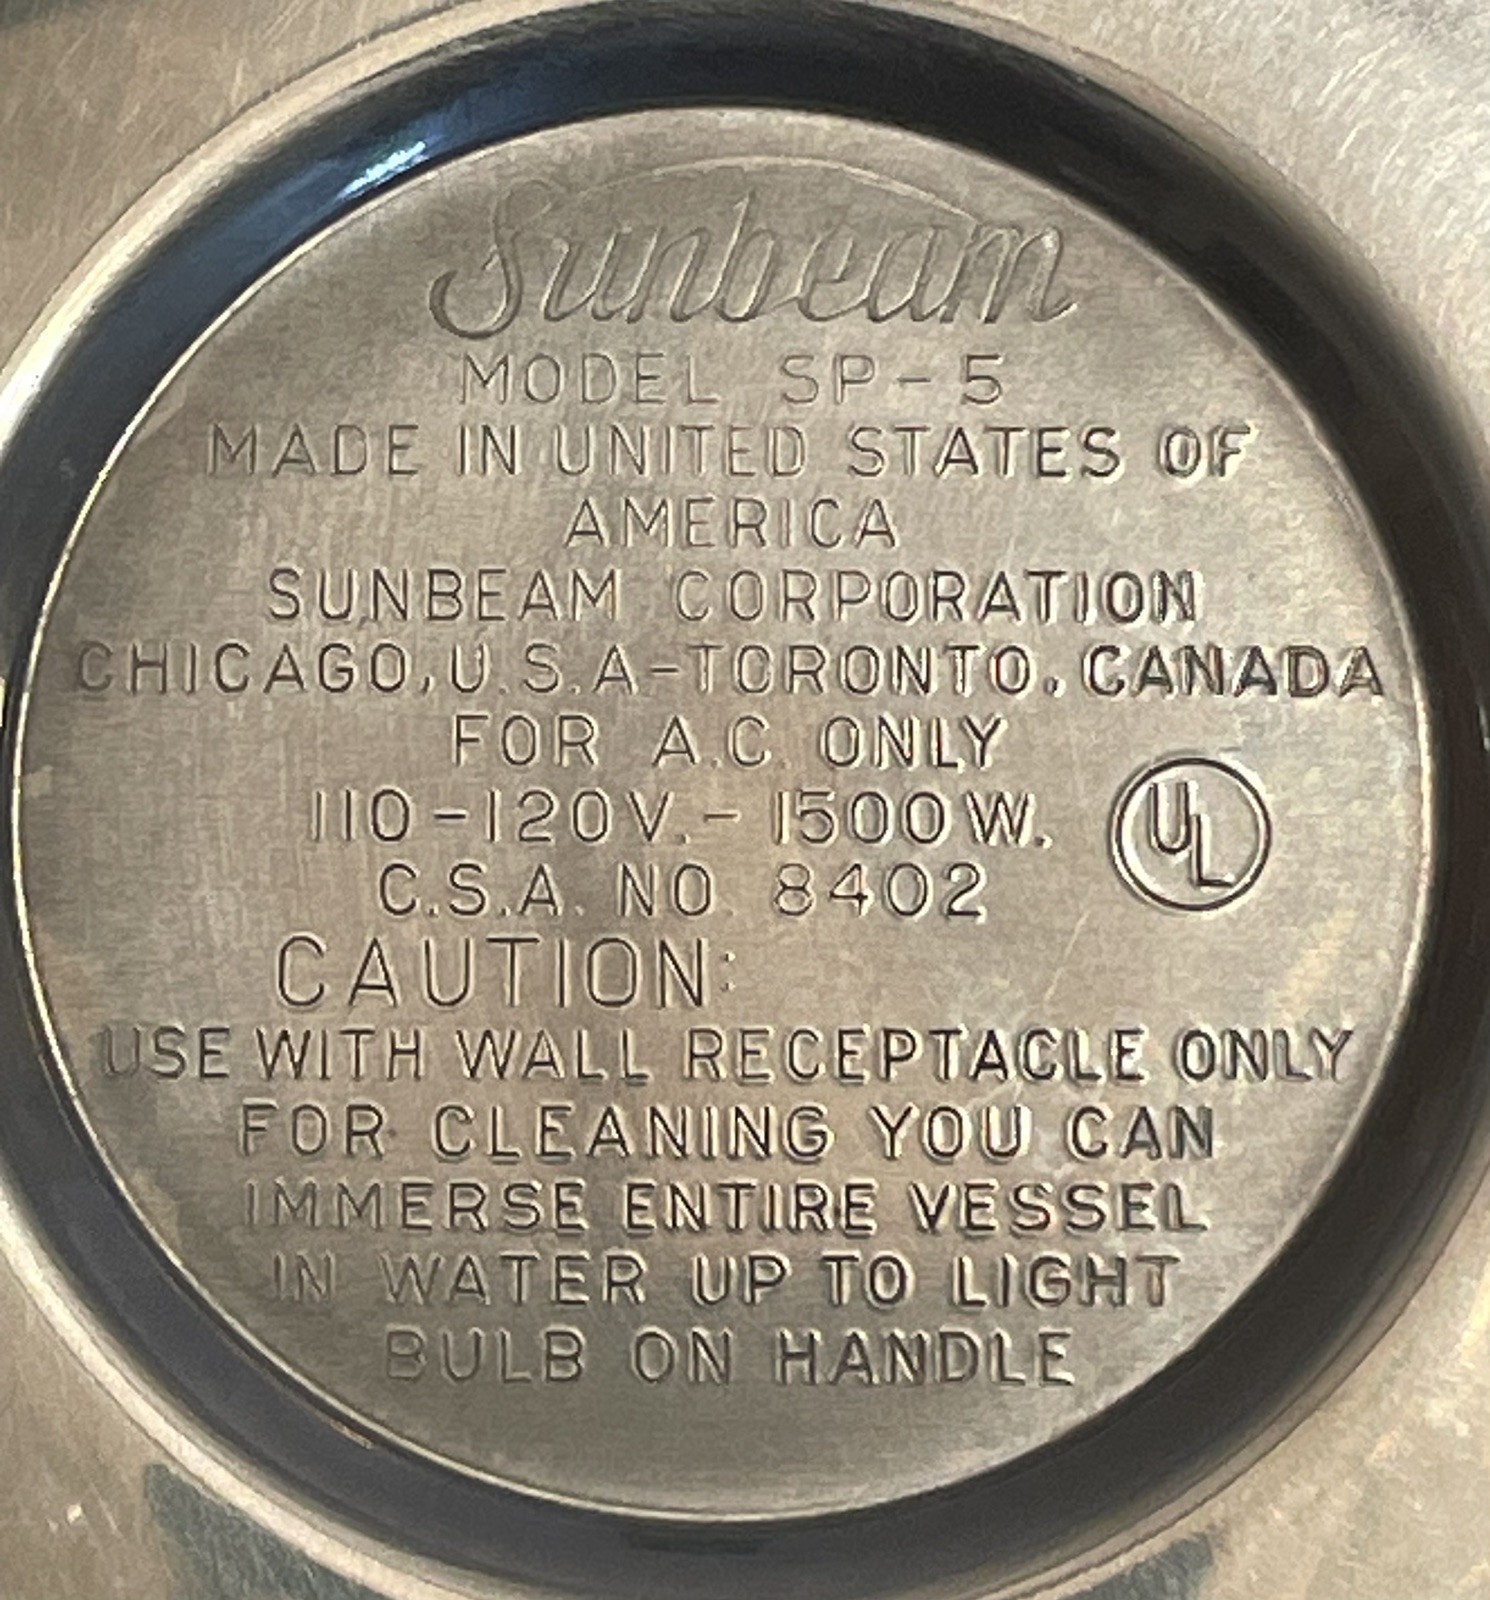 Sunbeam
MODEL SP-5
MADE IN UNITED STATES OF
AMERICA
SUNBEAM CORPORATION
CHICAGO, U.S.A-TORONTO, CANADA
FOR A.C. ONLY
110-120V.-1500W.
UL
C.S.A. NO. 8402
CAUTION:
USE WITH WALL RECEPTACLE ONLY
FOR CLEANING YOU CAN
IMMERSE ENTIRE VESSEL
IN WATER UP TO LIGHT
BULB ON HANDLE